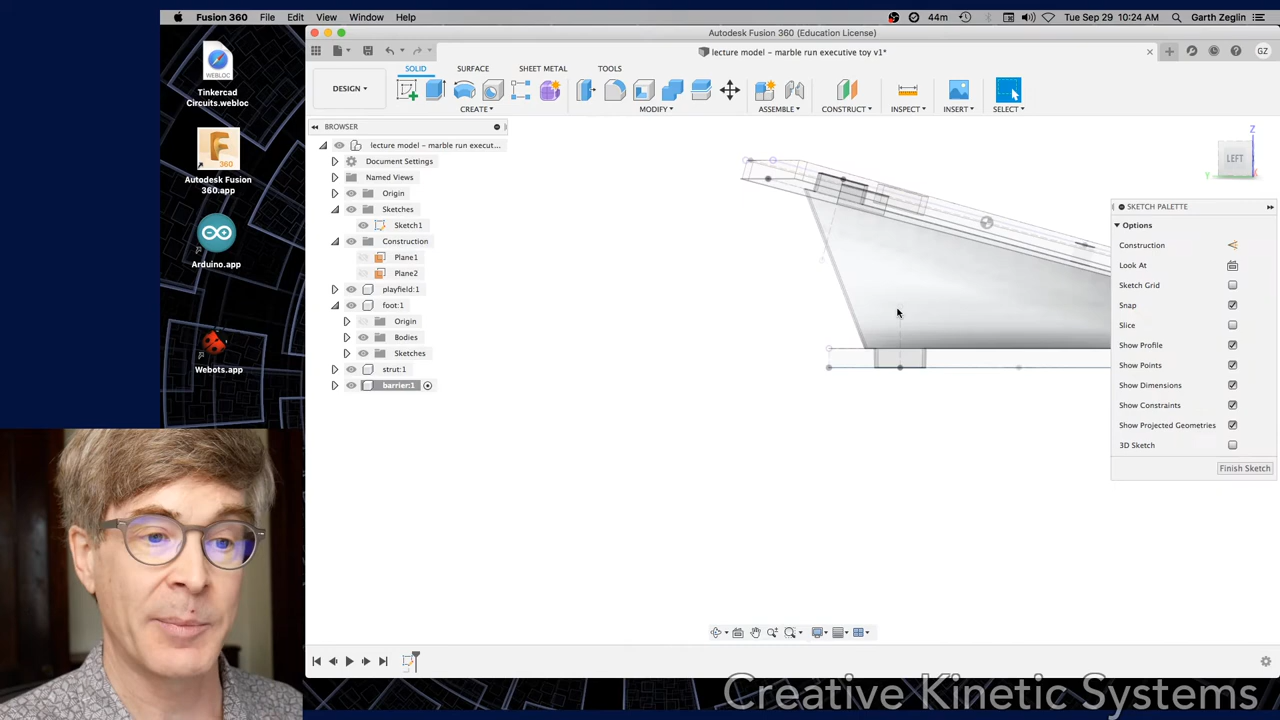 Fusion 360 File Edit View Window Help 44m Tue Sep 29 10:24 AM Garth Zeglin
Autodesk Fusion 360 (Education License)
lecture model – marble run executive toy v1*
GZ
DESIGN
SOLID SURFACE SHEET METAL TOOLS
CREATE MODIFY ASSEMBLE CONSTRUCT INSPECT INSERT SELECT
WEBLOC
Tinkercad
Circuits.webloc
360
Autodesk Fusion
360.app
Arduino.app
Webots.app
BROWSER
lecture model – marble run execut...
Document Settings
Named Views
Origin
Sketches
Sketch1
Construction
Plane1
Plane2
playfield:1
foot:1
Origin
Bodies
Sketches
strut:1
barrier:1
Z
LEFT
Y
X
SKETCH PALETTE
Options
Construction
Look At
Sketch Grid
Snap
Slice
Show Profile
Show Points
Show Dimensions
Show Constraints
Show Projected Geometries
3D Sketch
Finish Sketch
Creative Kinetic Systems